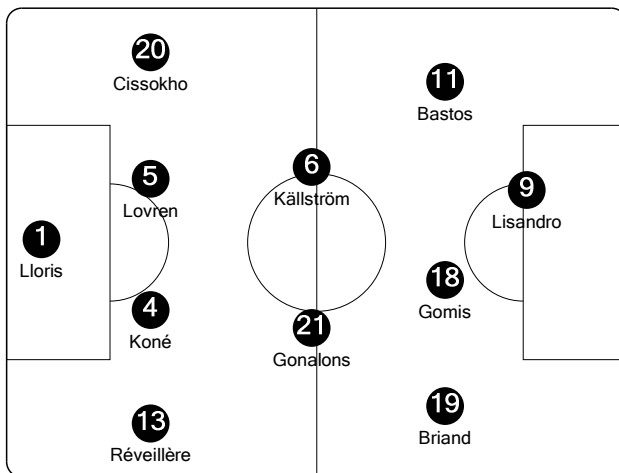 20
Cissokho
11
Bastos
5
Lovren
6
Källström
9
Lisandro
1
Lloris
18
Gomis
4
Koné
21
Gonalons
19
Briand
13
Réveillère